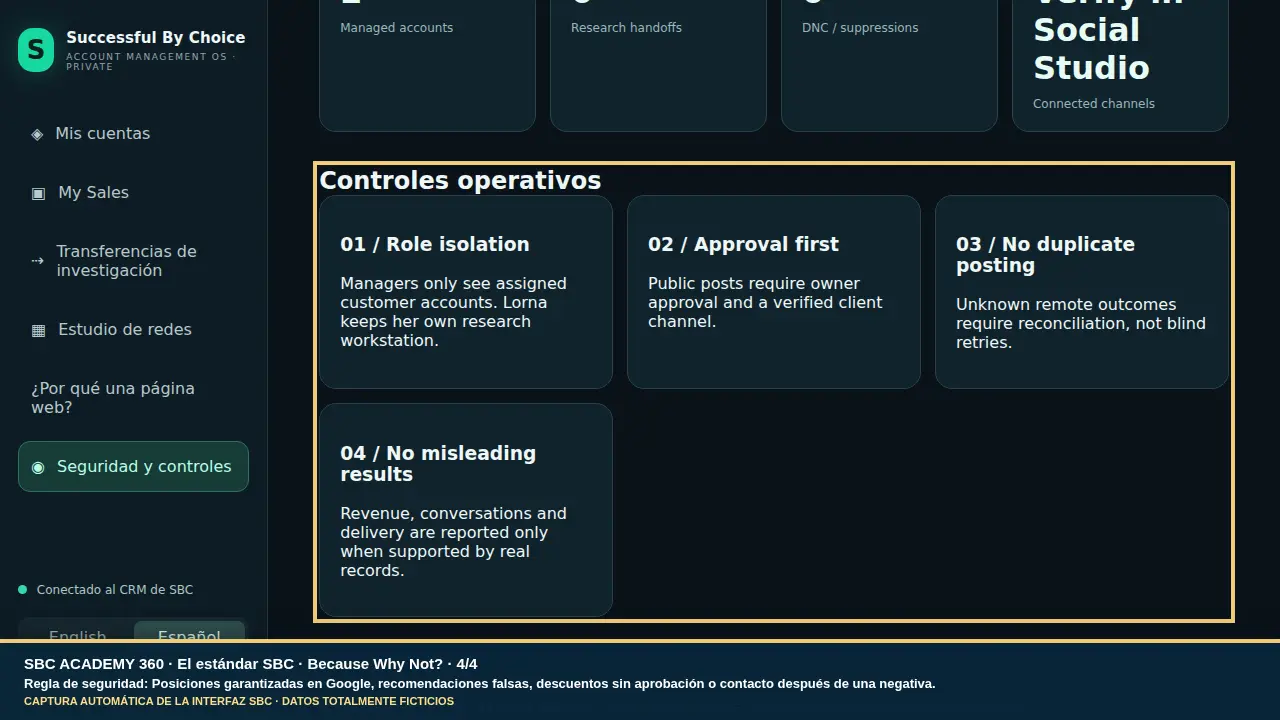 S
Successful By Choice
ACCOUNT MANAGEMENT OS ·
PRIVATE
◈ Mis cuentas
▣ My Sales
⇢ Transferencias de
investigación
▦ Estudio de redes
¿Por qué una página
web?
◉ Seguridad y controles
Conectado al CRM de SBC
English Español
Managed accounts
Research handoffs
DNC / suppressions
Social
Studio
Connected channels
Controles operativos
01 / Role isolation
Managers only see assigned
customer accounts. Lorna
keeps her own research
workstation.
02 / Approval first
Public posts require owner
approval and a verified client
channel.
03 / No duplicate
posting
Unknown remote outcomes
require reconciliation, not blind
retries.
04 / No misleading
results
Revenue, conversations and
delivery are reported only
when supported by real
records.
SBC ACADEMY 360 · El estándar SBC · Because Why Not? · 4/4
Regla de seguridad: Posiciones garantizadas en Google, recomendaciones falsas, descuentos sin aprobación o contacto después de una negativa.
CAPTURA AUTOMÁTICA DE LA INTERFAZ SBC · DATOS TOTALMENTE FICTICIOS